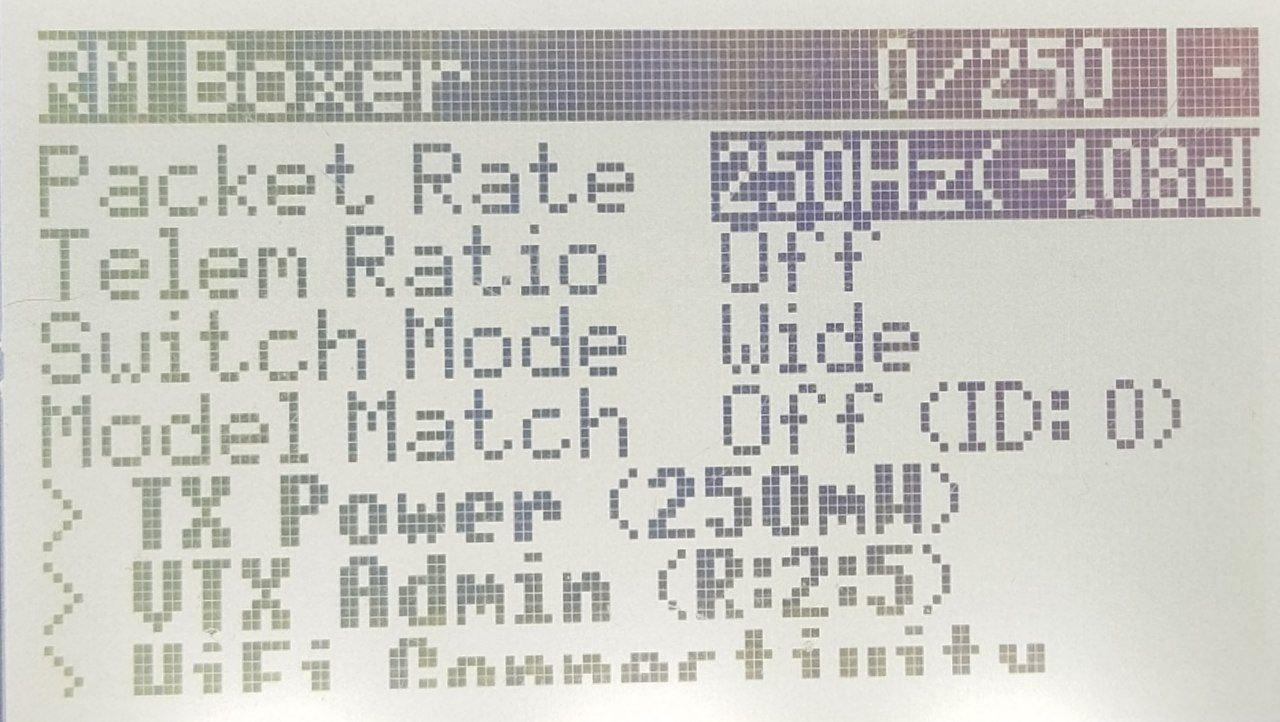 RM Boxer 0/250 -
Packet Rate 250Hz(-108d
Telem Ratio Off
Switch Mode Wide
Model Match Off (ID: 0)
> TX Power (250mW)
> VTX Admin (R:2:5)
> WiFi Connectivity